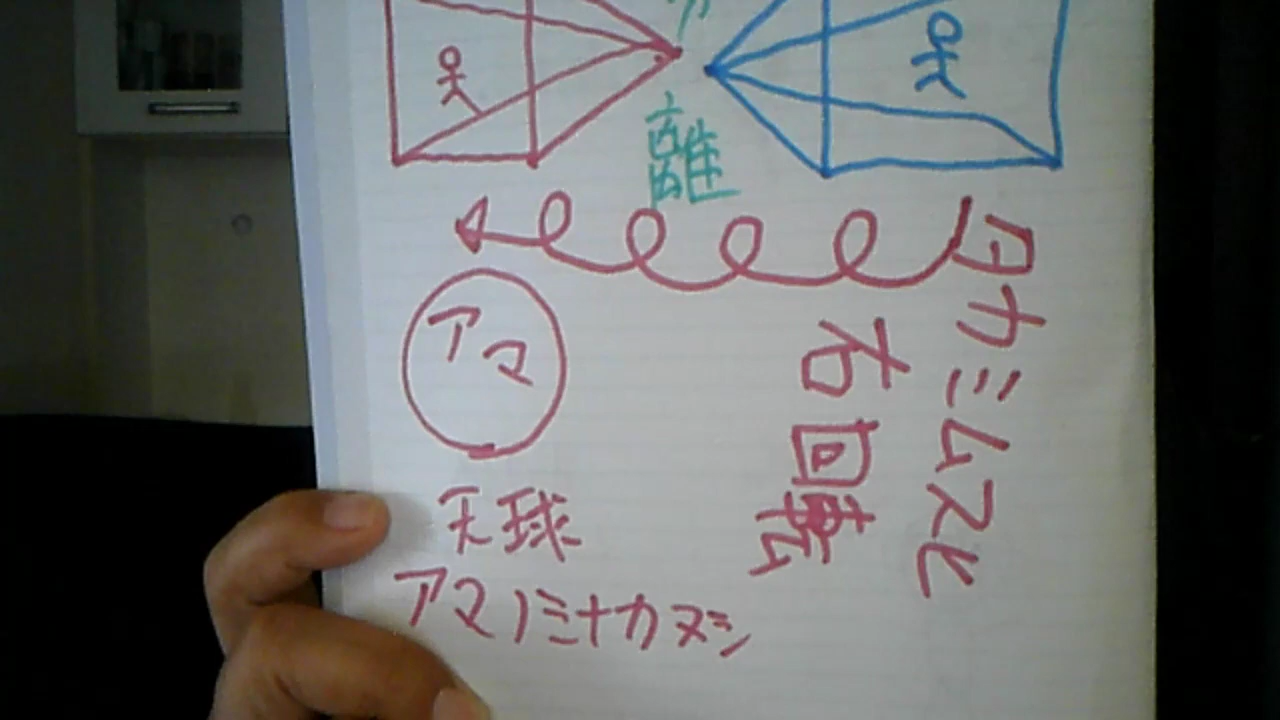 離
タカミムスヒ
右回転
アマ
天球
アマノミナカヌシ